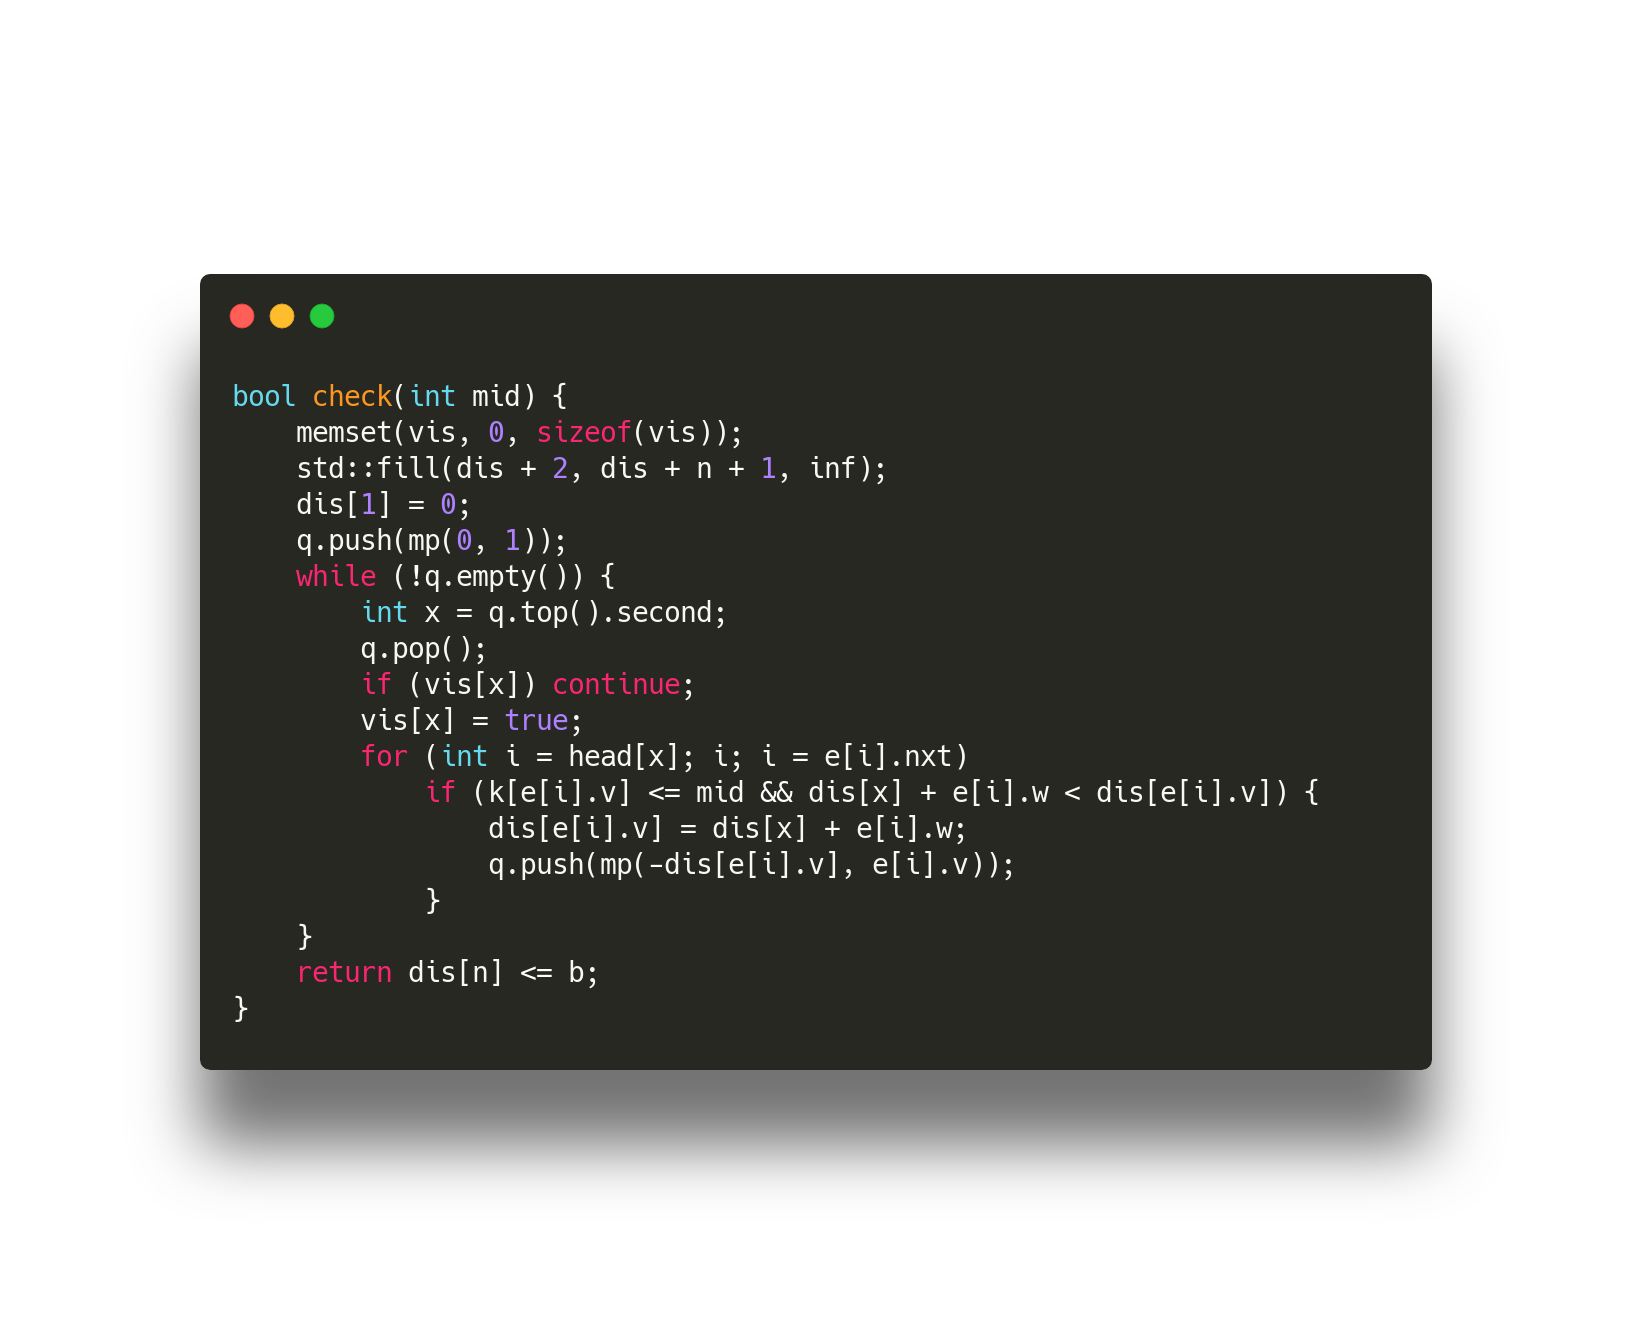 bool check(int mid) {
    memset(vis, 0, sizeof(vis));
    std::fill(dis + 2, dis + n + 1, inf);
    dis[1] = 0;
    q.push(mp(0, 1));
    while (!q.empty()) {
        int x = q.top().second;
        q.pop();
        if (vis[x]) continue;
        vis[x] = true;
        for (int i = head[x]; i; i = e[i].nxt)
            if (k[e[i].v] <= mid && dis[x] + e[i].w < dis[e[i].v]) {
                dis[e[i].v] = dis[x] + e[i].w;
                q.push(mp(-dis[e[i].v], e[i].v));
            }
    }
    return dis[n] <= b;
}